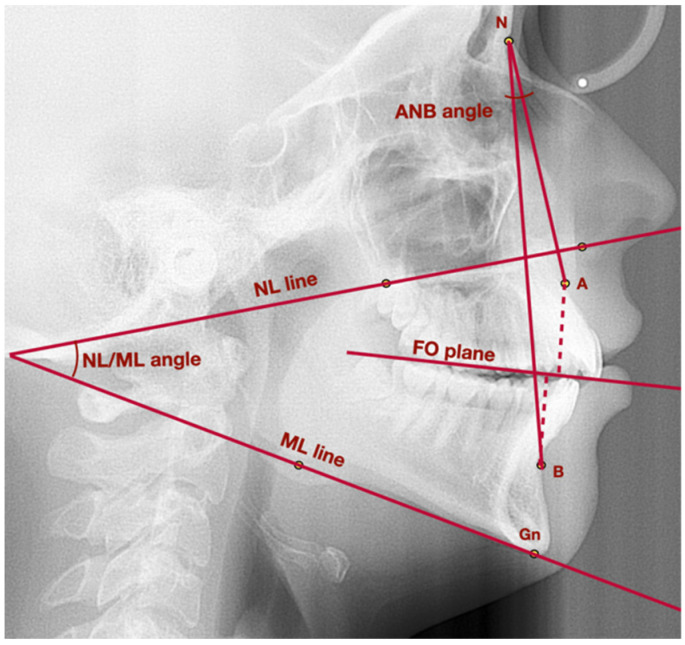 N
ANB angle
NL line
A
FO plane
NL/ML angle
ML line
B
Gn